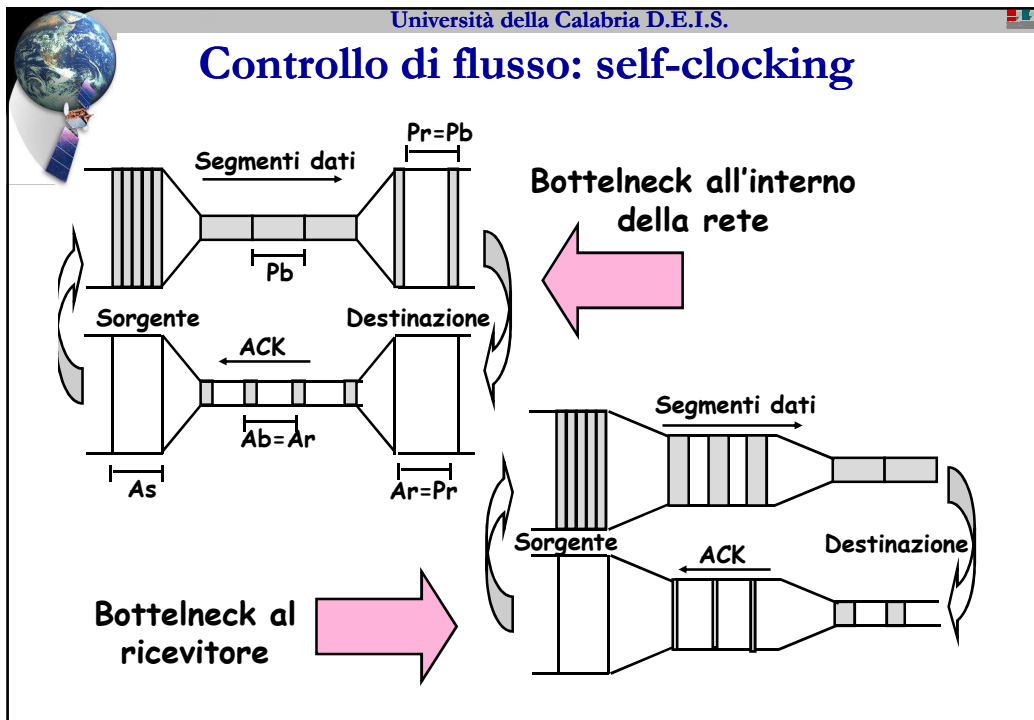 Università della Calabria D.E.I.S.
Controllo di flusso: self-clocking
Pr=Pb
Segmenti dati
Pb
Bottelneck all'interno
della rete
Sorgente
Destinazione
ACK
Ab=Ar
As
Ar=Pr
Segmenti dati
Sorgente
ACK
Destinazione
Bottelneck al
ricevitore